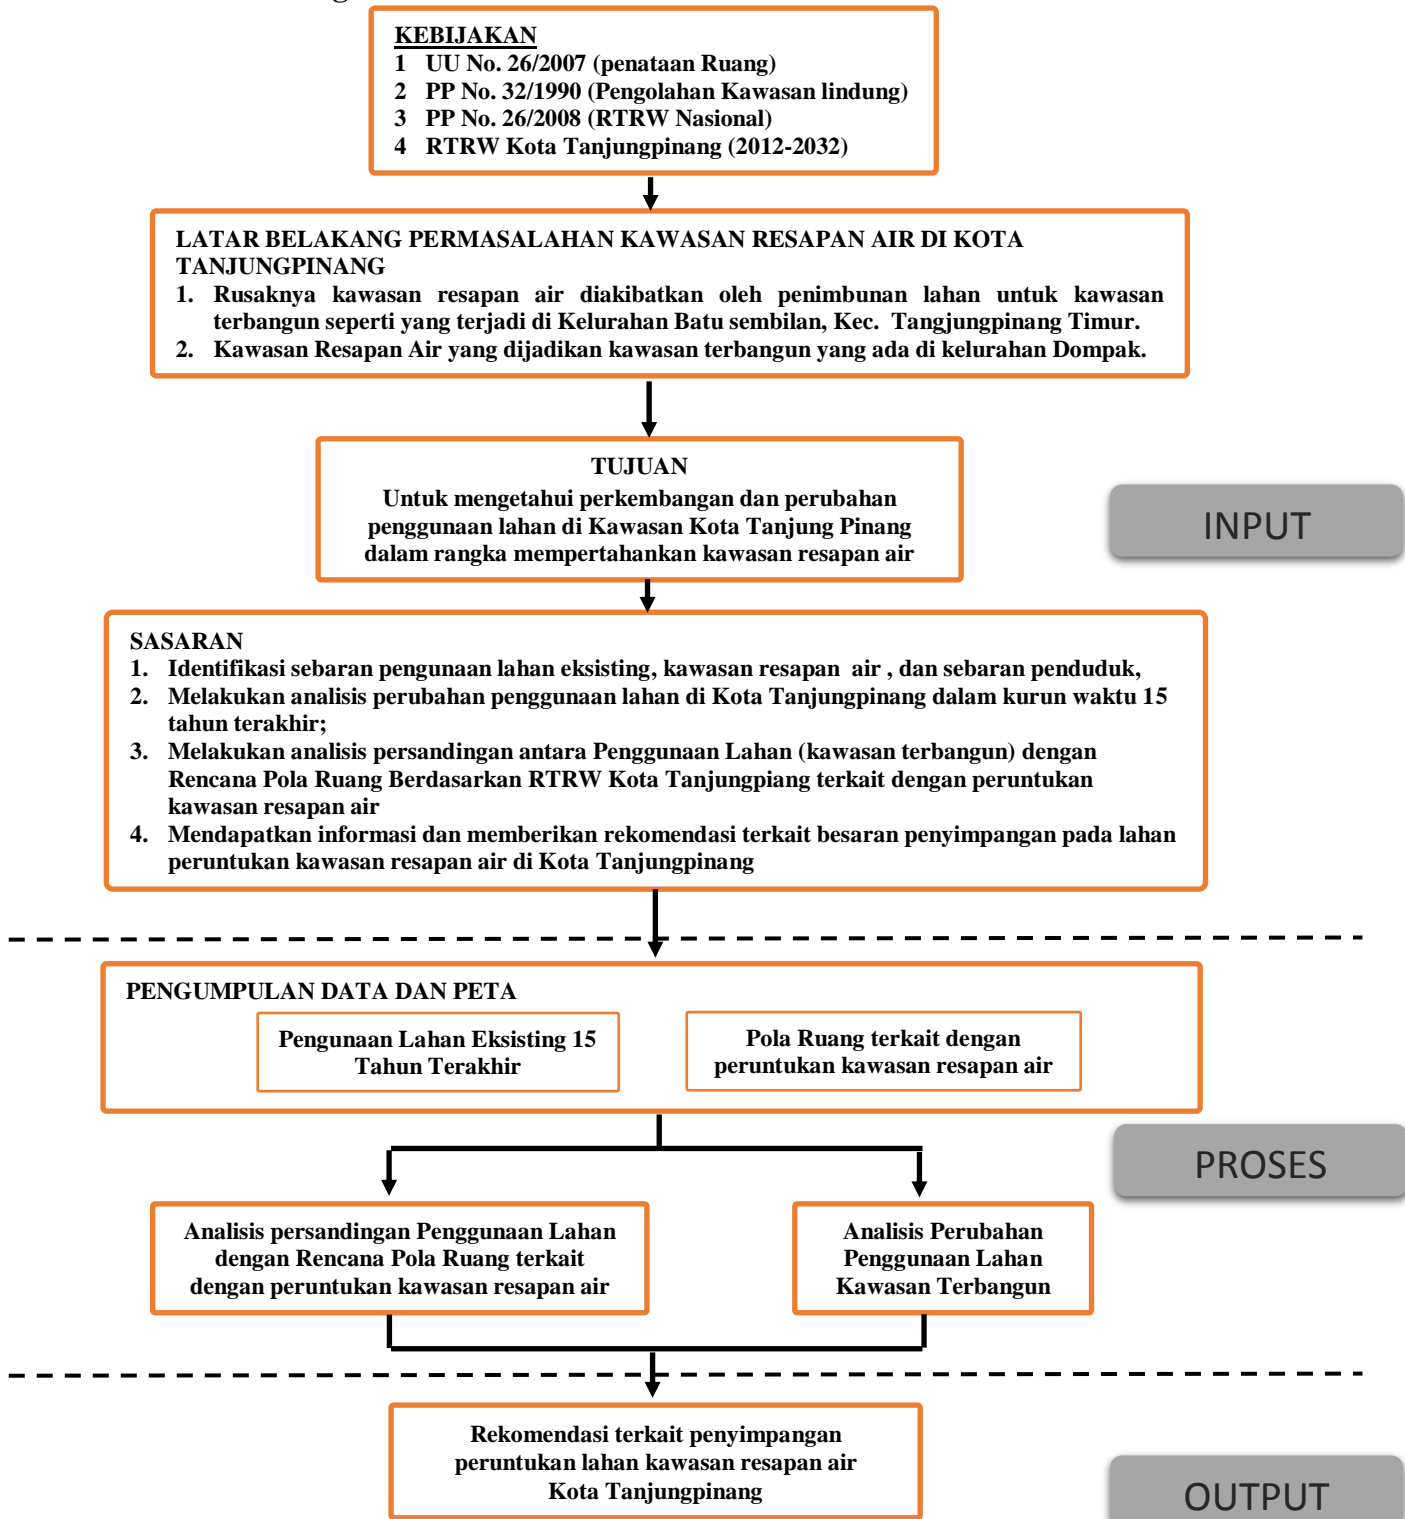 KEBIJAKAN
1 UU No. 26/2007 (penataan Ruang)
2 PP No. 32/1990 (Pengolahan Kawasan lindung)
3 PP No. 26/2008 (RTRW Nasional)
4 RTRW Kota Tanjungpinang (2012-2032)
LATAR BELAKANG PERMASALAHAN KAWASAN RESAPAN AIR DI KOTA
TANJUNGPINANG
1. Rusaknya kawasan resapan air diakibatkan oleh penimbunan lahan untuk kawasan
terbangun seperti yang terjadi di Kelurahan Batu sembilan, Kec. Tangjungpinang Timur.
2. Kawasan Resapan Air yang dijadikan kawasan terbangun yang ada di kelurahan Dompak.
TUJUAN
Untuk mengetahui perkembangan dan perubahan
penggunaan lahan di Kawasan Kota Tanjung Pinang
dalam rangka mempertahankan kawasan resapan air
INPUT
SASARAN
1. Identifikasi sebaran pengunaan lahan eksisting, kawasan resapan air , dan sebaran penduduk,
2. Melakukan analisis perubahan penggunaan lahan di Kota Tanjungpinang dalam kurun waktu 15
tahun terakhir;
3. Melakukan analisis persandingan antara Penggunaan Lahan (kawasan terbangun) dengan
Rencana Pola Ruang Berdasarkan RTRW Kota Tanjungpiang terkait dengan peruntukan
kawasan resapan air
4. Mendapatkan informasi dan memberikan rekomendasi terkait besaran penyimpangan pada lahan
peruntukan kawasan resapan air di Kota Tanjungpinang
PENGUMPULAN DATA DAN PETA
Pengunaan Lahan Eksisting 15
Tahun Terakhir
Pola Ruang terkait dengan
peruntukan kawasan resapan air
PROSES
Analisis persandingan Penggunaan Lahan
dengan Rencana Pola Ruang terkait
dengan peruntukan kawasan resapan air
Analisis Perubahan
Penggunaan Lahan
Kawasan Terbangun
Rekomendasi terkait penyimpangan
peruntukan lahan kawasan resapan air
Kota Tanjungpinang
OUTPUT